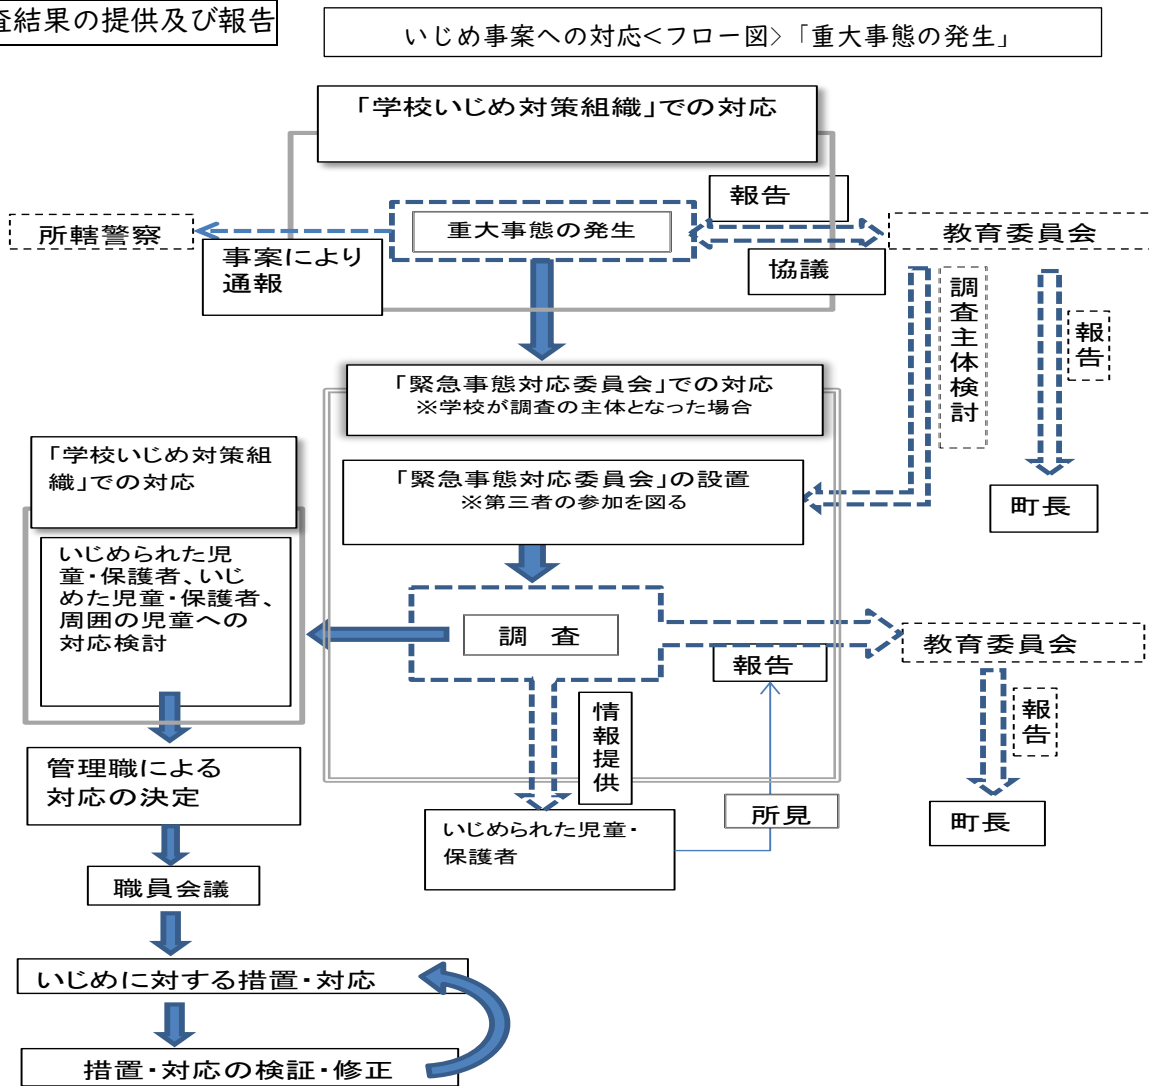 査結果の提供及び報告
いじめ事案への対応<フロー図>「重大事態の発生」
「学校いじめ対策組織」での対応
報告
所轄警察
重大事態の発生
教育委員会
事案により
通報
協議
調査主体検討
報告
「緊急事態対応委員会」での対応
※学校が調査の主体となった場合
「学校いじめ対策組
織」での対応
「緊急事態対応委員会」の設置
※第三者の参加を図る
町長
いじめられた児
童・保護者、いじ
めた児童・保護者、
周囲の児童への
対応検討
調 査
教育委員会
報告
情報提供
報告
管理職による
対応の決定
所見
町長
いじめられた児童・
保護者
職員会議
いじめに対する措置・対応
措置・対応の検証・修正